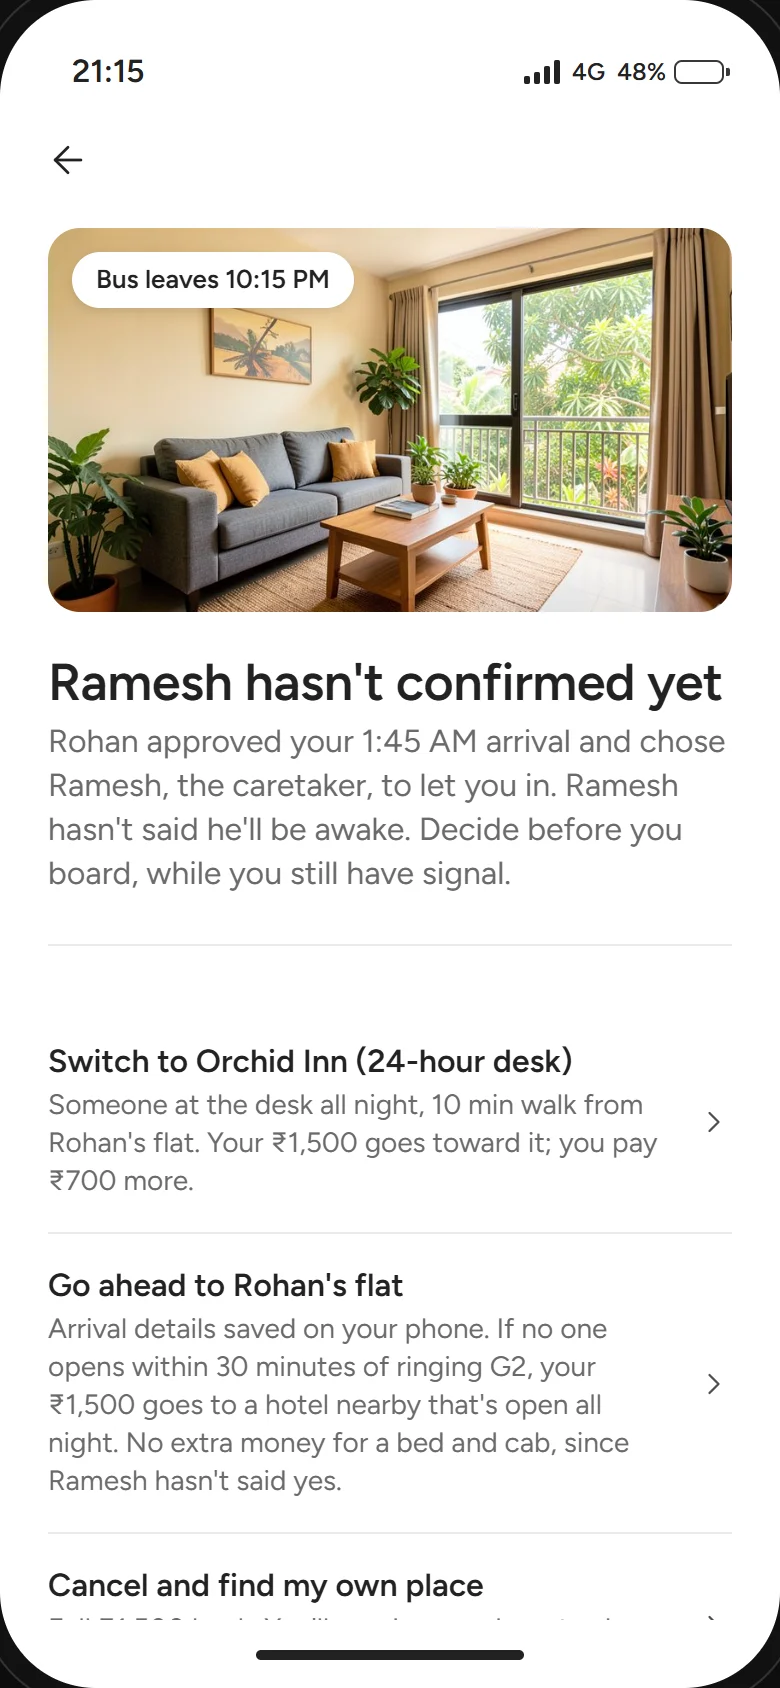 21:15
4G 48%
Bus leaves 10:15 PM
Ramesh hasn't confirmed yet
Rohan approved your 1:45 AM arrival and chose
Ramesh, the caretaker, to let you in. Ramesh
hasn't said he'll be awake. Decide before you
board, while you still have signal.
Switch to Orchid Inn (24-hour desk)
Someone at the desk all night, 10 min walk from
Rohan's flat. Your ₹1,500 goes toward it; you pay
₹700 more.
Go ahead to Rohan's flat
Arrival details saved on your phone. If no one
opens within 30 minutes of ringing G2, your
₹1,500 goes to a hotel nearby that's open all
night. No extra money for a bed and cab, since
Ramesh hasn't said yes.
Cancel and find my own place